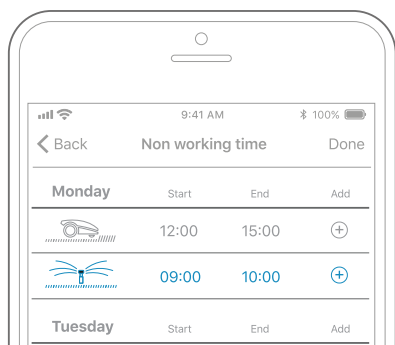 9:41 AM 100%
Back Non working time Done
Monday Start End Add
12:00 15:00
09:00 10:00
Tuesday Start End Add